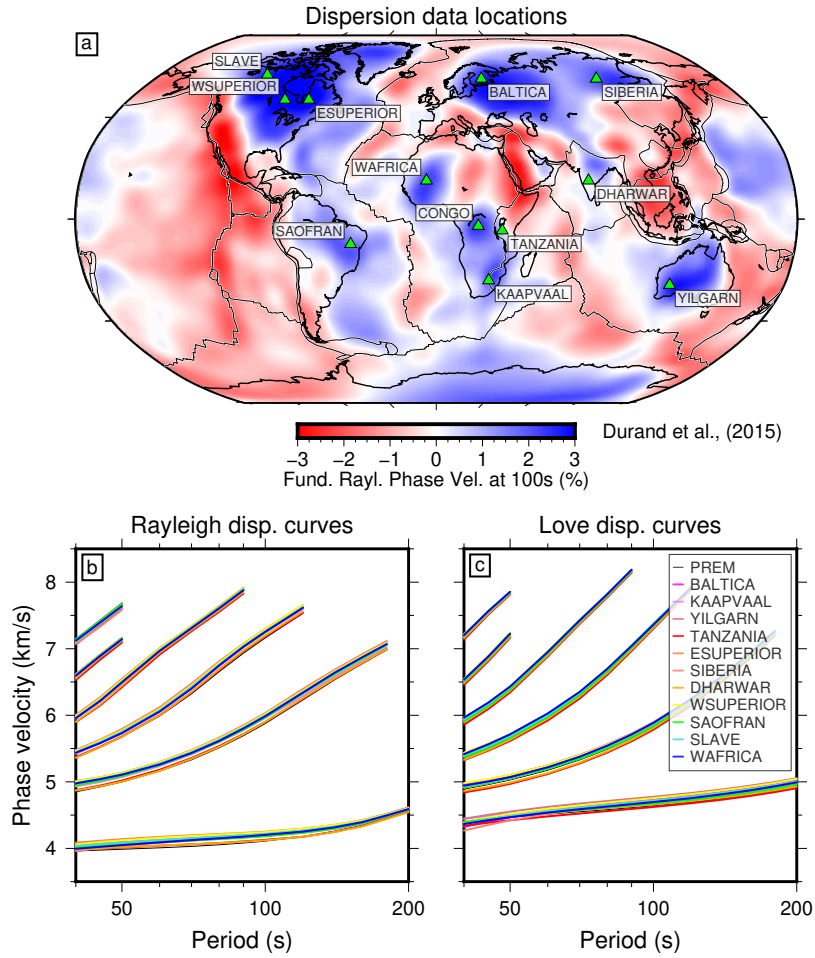 Dispersion data locations
a
SLAVE
WSUPERIOR
ESUPERIOR
BALTICA
SIBERIA
WAFRICA
DHARWAR
CONGO
SAOFRAN
TANZANIA
KAAPVAAL
YILGARN
−3 −2 −1 0 1 2 3
Fund. Rayl. Phase Vel. at 100s (%)
Durand et al., (2015)
Rayleigh disp. curves
b
Phase velocity (km/s)
8
7
6
5
4
50 100 200
Period (s)
Love disp. curves
c
PREM
BALTICA
KAAPVAAL
YILGARN
TANZANIA
ESUPERIOR
SIBERIA
DHARWAR
WSUPERIOR
SAOFRAN
SLAVE
WAFRICA
50 100 200
Period (s)